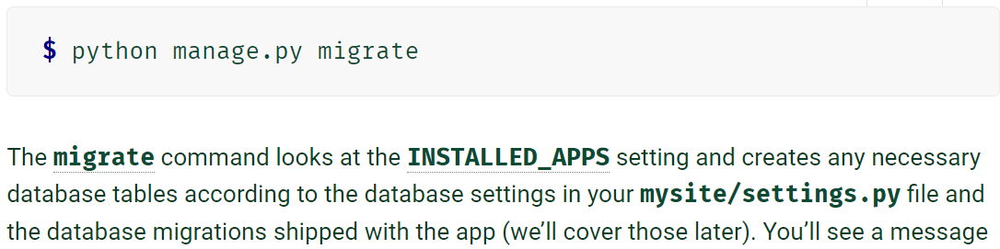 $ python manage.py migrate
The migrate command looks at the INSTALLED_APPS setting and creates any necessary
database tables according to the database settings in your mysite/settings.py file and
the database migrations shipped with the app (we’ll cover those later). You’ll see a message